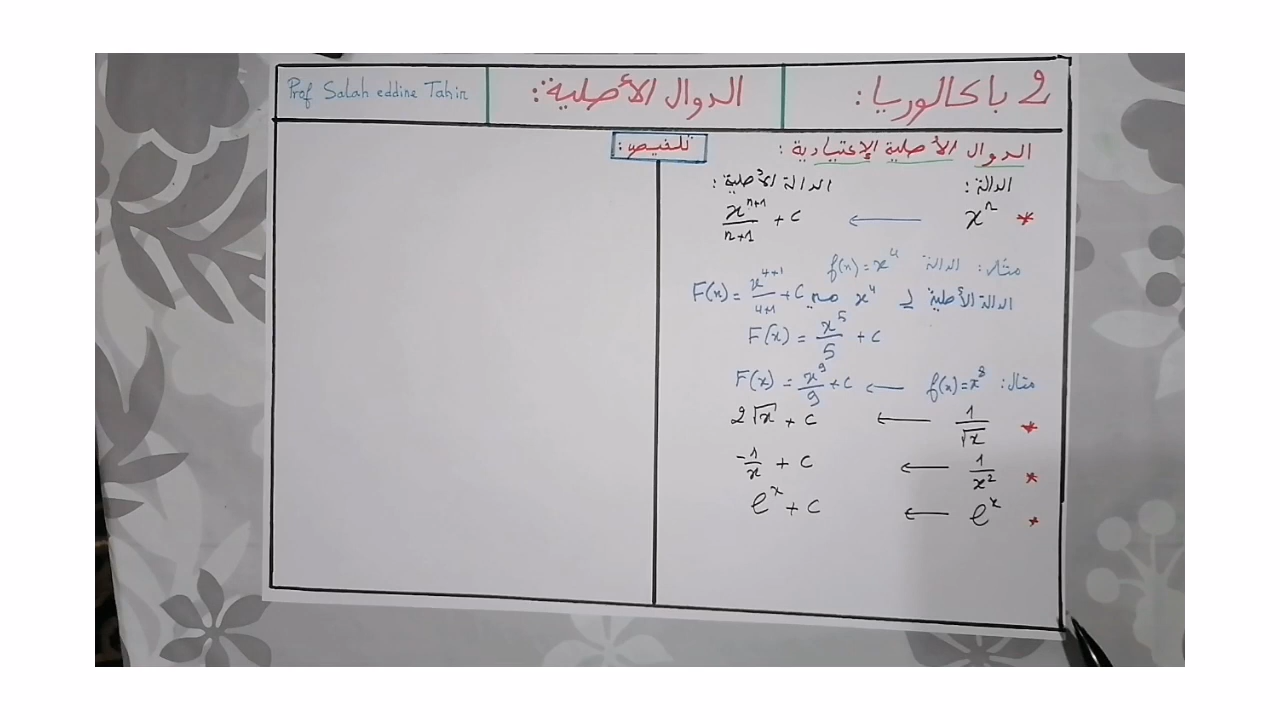 2 باكالوريا :
الدوال الأصلية :
Prof Salah eddine Tahir
تلخيص :
الدوال الأصلية الإعتيادية :
الدالة : الدالة الأصلية :
* x^n ← x^{n+1}/(n+1) + C
مثال : الدالة f(x)=x^4
الدالة الأصلية ل x^4 هي F(x) = x^{4+1}/(4+1) + C
F(x) = x^5/5 + C
مثال : f(x)=x^8 ← F(x) = x^9/9 + C
* 1/√x ← 2√x + C
* 1/x^2 ← -1/x + C
* e^x ← e^x + C